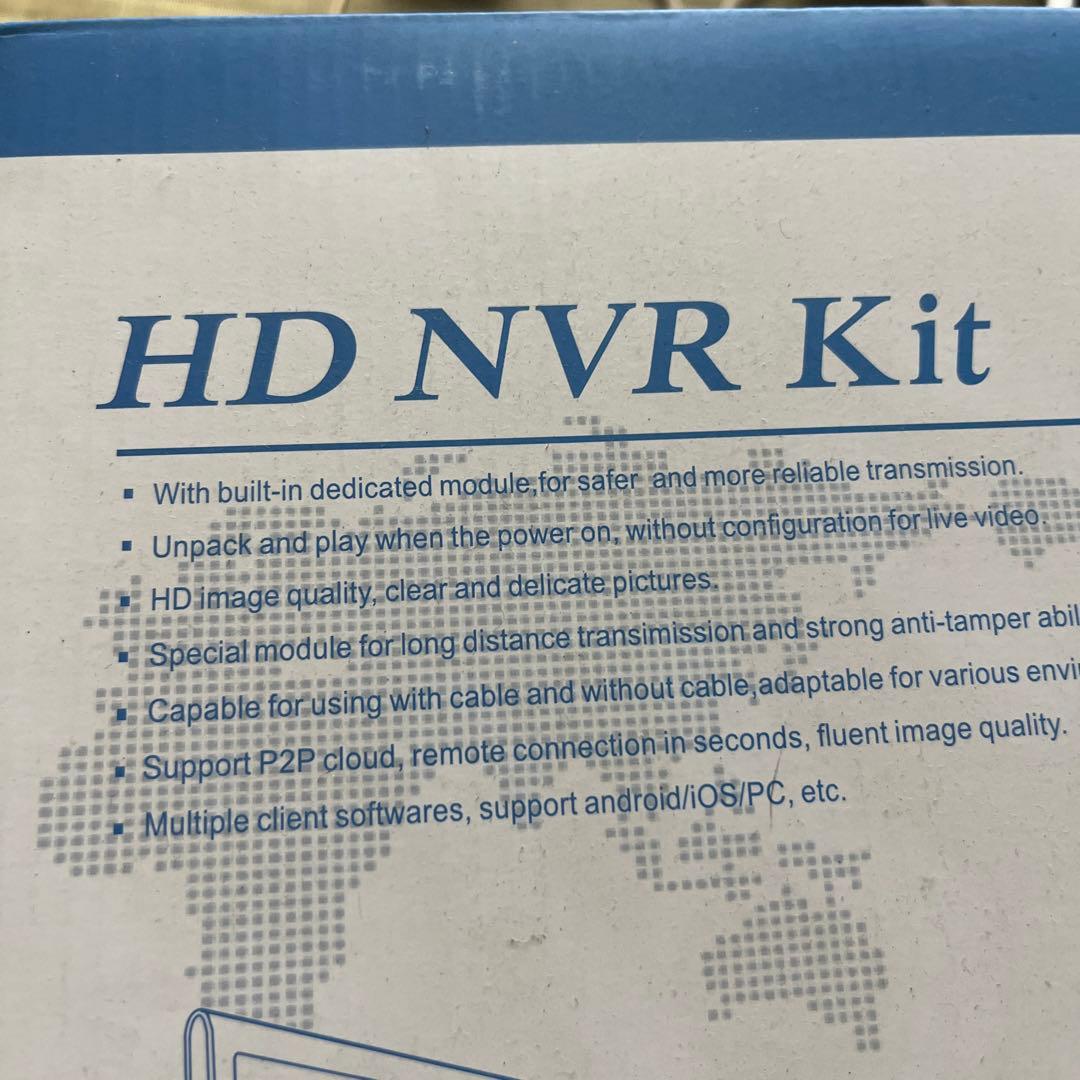 HD NVR Kit
▪ With built-in dedicated module,for safer and more reliable transmission.
▪ Unpack and play when the power on, without configuration for live video.
▪ HD image quality, clear and delicate pictures.
▪ Special module for long distance transimission and strong anti-tamper abil
▪ Capable for using with cable and without cable,adaptable for various envi
▪ Support P2P cloud, remote connection in seconds, fluent image quality.
▪ Multiple client softwares, support android/iOS/PC, etc.